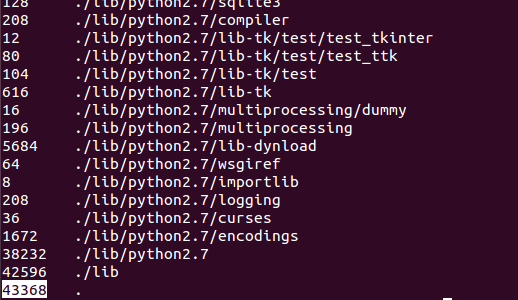 128 ./lib/python2.7/sqlite3
208 ./lib/python2.7/compiler
12 ./lib/python2.7/lib-tk/test/test_tkinter
80 ./lib/python2.7/lib-tk/test/test_ttk
104 ./lib/python2.7/lib-tk/test
616 ./lib/python2.7/lib-tk
16 ./lib/python2.7/multiprocessing/dummy
196 ./lib/python2.7/multiprocessing
5684 ./lib/python2.7/lib-dynload
64 ./lib/python2.7/wsgiref
8 ./lib/python2.7/importlib
208 ./lib/python2.7/logging
36 ./lib/python2.7/curses
1672 ./lib/python2.7/encodings
38232 ./lib/python2.7
42596 ./lib
43368 .